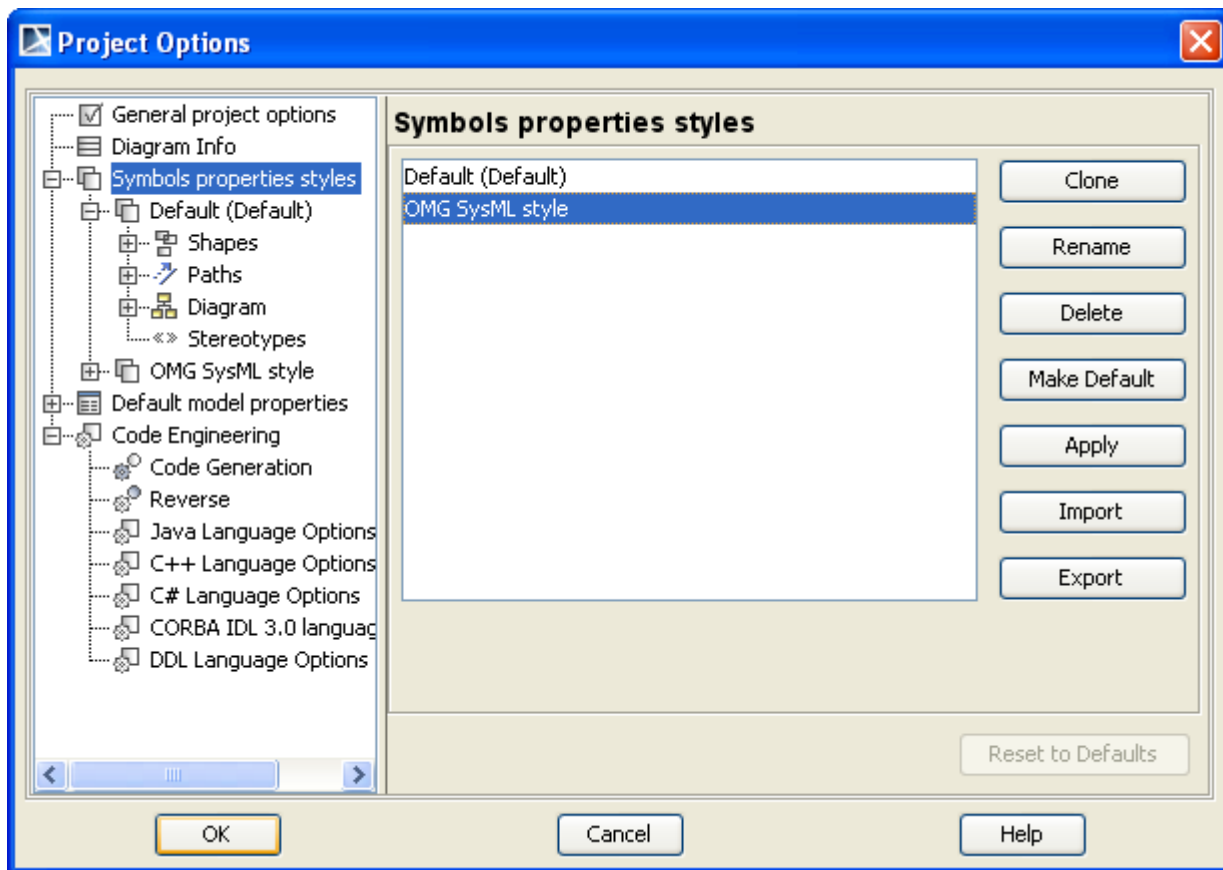 Project Options
General project options
Diagram Info
Symbols properties styles
Default (Default)
Shapes
Paths
Diagram
«» Stereotypes
OMG SysML style
Default model properties
Code Engineering
Code Generation
Reverse
Java Language Options
C++ Language Options
C# Language Options
CORBA IDL 3.0 languag
DDL Language Options
Symbols properties styles
Default (Default)
OMG SysML style
Clone
Rename
Delete
Make Default
Apply
Import
Export
Reset to Defaults
OK
Cancel
Help